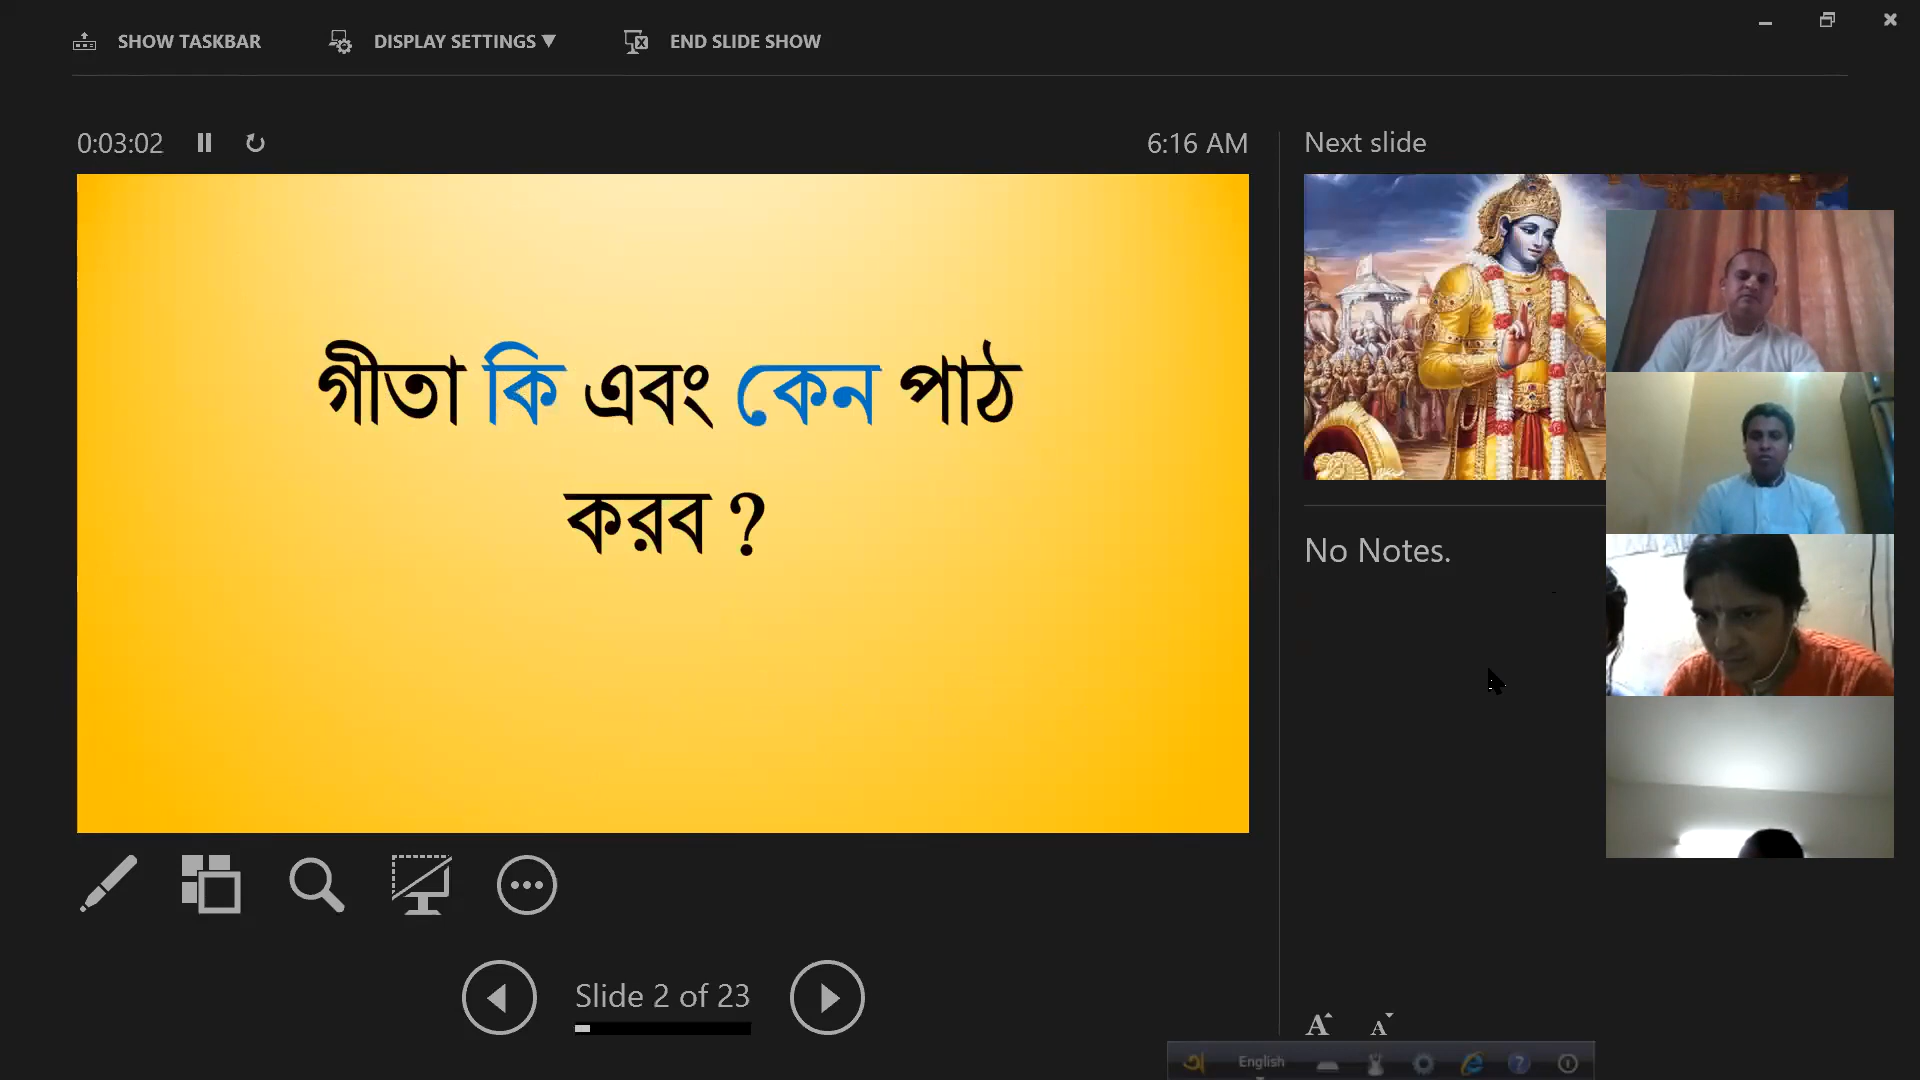 SHOW TASKBAR DISPLAY SETTINGS ▼ END SLIDE SHOW
0:03:02 6:16 AM Next slide
গীতা কি এবং কেন পাঠ
করব ?
No Notes.
Slide 2 of 23
A A
অ English